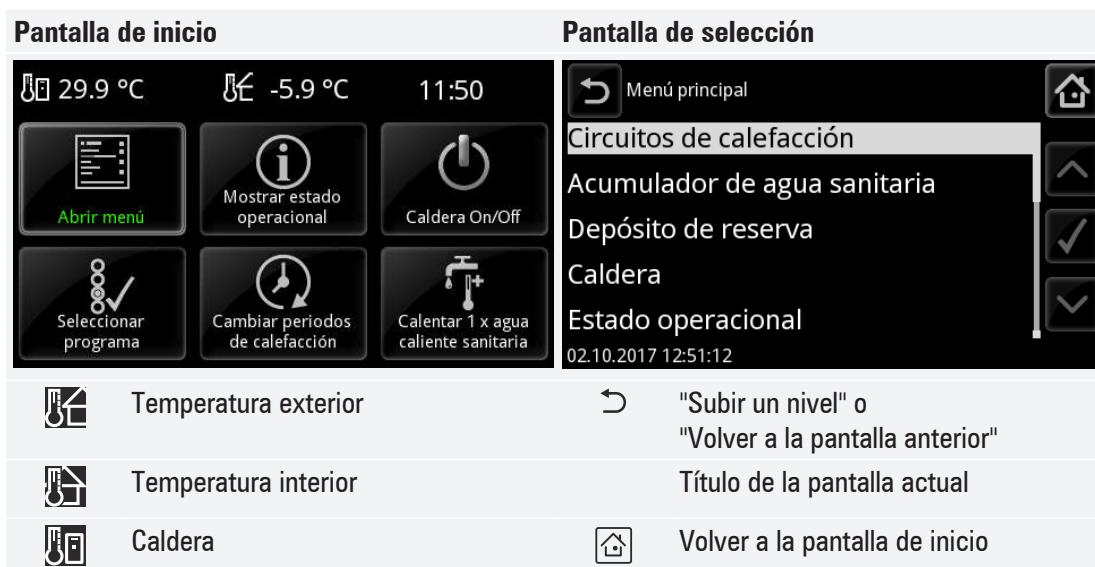 Pantalla de inicio
Pantalla de selección
29.9 °C
-5.9 °C
11:50
Abrir menú
Mostrar estado
operacional
Caldera On/Off
Seleccionar
programa
Cambiar periodos
de calefacción
Calentar 1 x agua
caliente sanitaria
Menú principal
Circuitos de calefacción
Acumulador de agua sanitaria
Depósito de reserva
Caldera
Estado operacional
02.10.2017 12:51:12
Temperatura exterior
"Subir un nivel" o
"Volver a la pantalla anterior"
Temperatura interior
Título de la pantalla actual
Caldera
Volver a la pantalla de inicio